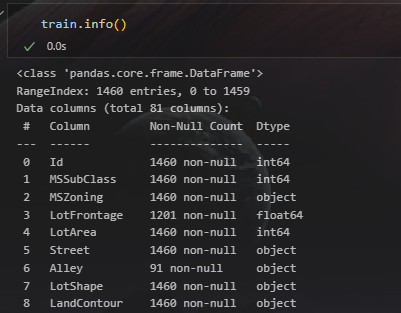 train.info()
0.0s
<class 'pandas.core.frame.DataFrame'>
RangeIndex: 1460 entries, 0 to 1459
Data columns (total 81 columns):
 #   Column         Non-Null Count  Dtype
---  ------         --------------  -----
 0   Id             1460 non-null   int64
 1   MSSubClass     1460 non-null   int64
 2   MSZoning       1460 non-null   object
 3   LotFrontage    1201 non-null   float64
 4   LotArea        1460 non-null   int64
 5   Street         1460 non-null   object
 6   Alley          91 non-null     object
 7   LotShape       1460 non-null   object
 8   LandContour    1460 non-null   object